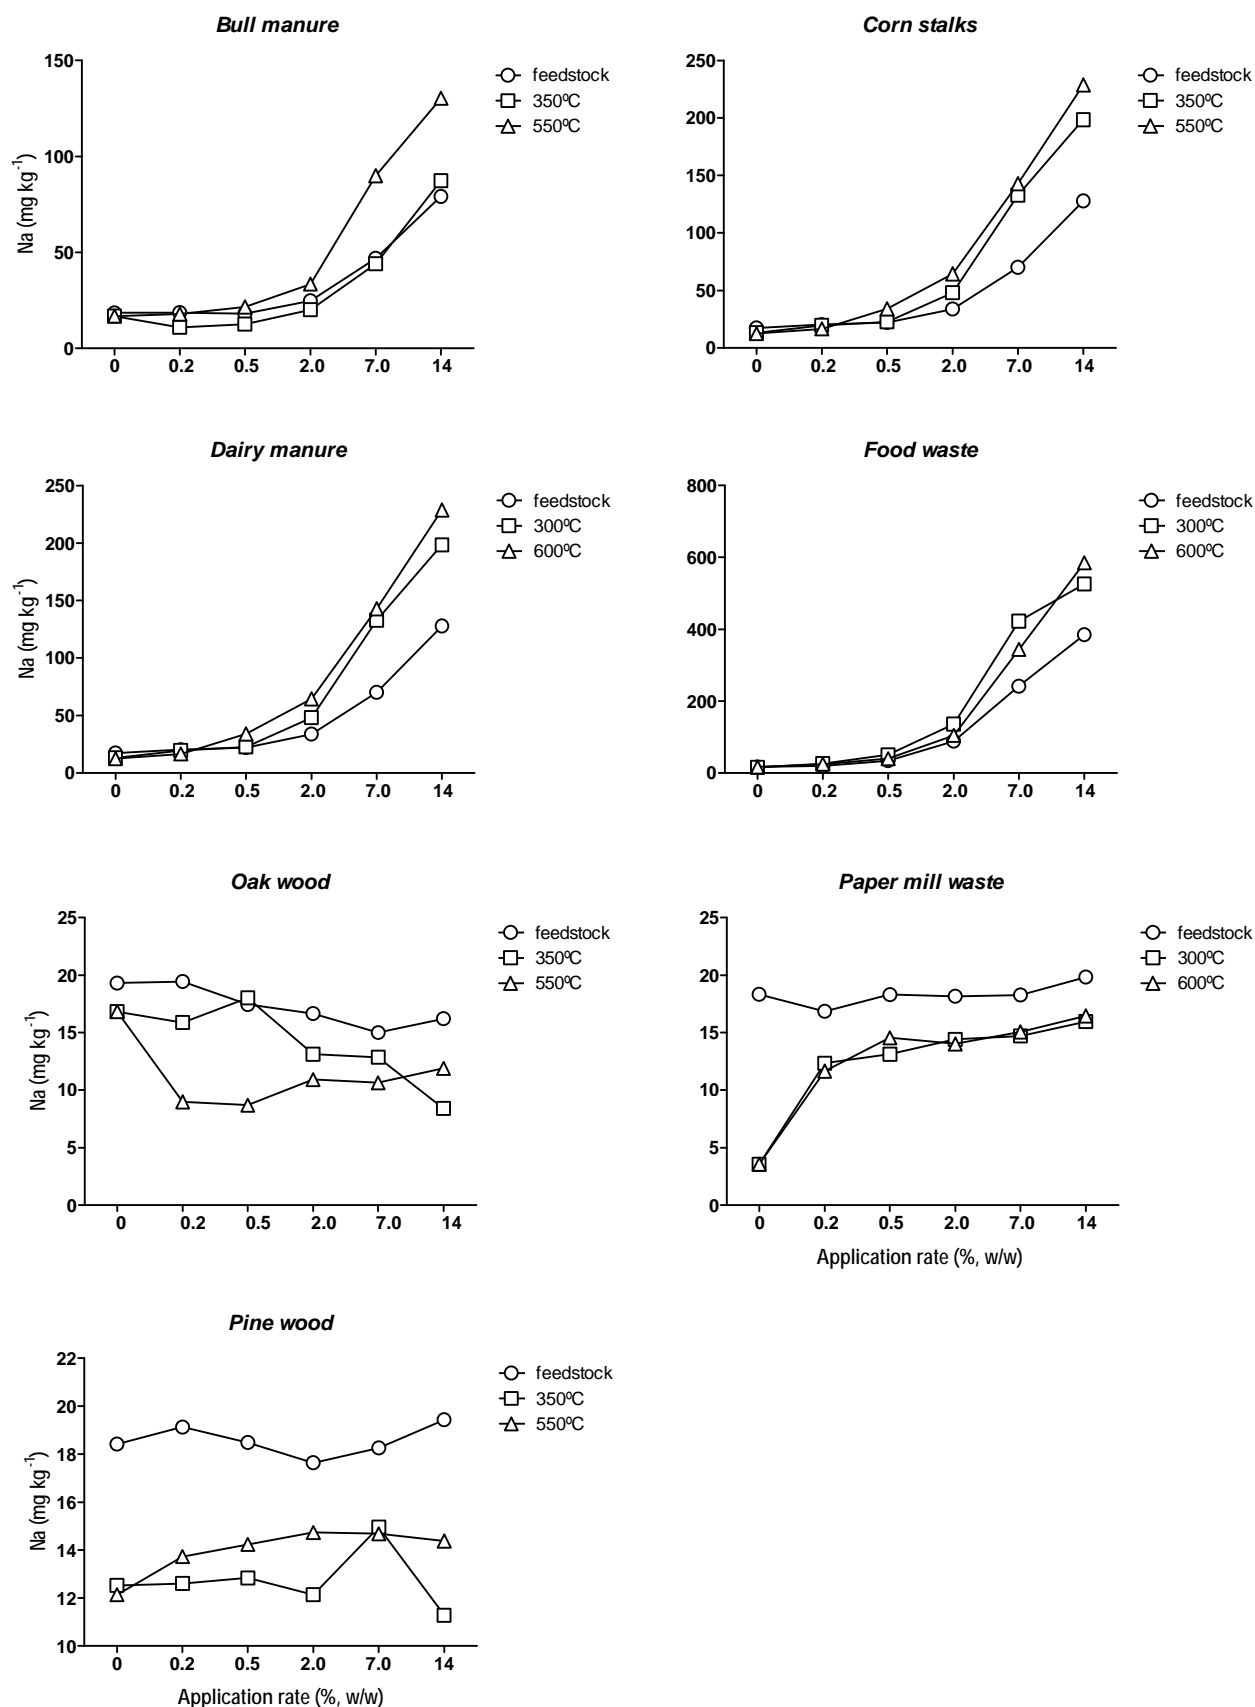 Bull manure
150
100
50
0
Na (mg kg-1)
0 0.2 0.5 2.0 7.0 14
feedstock
350ºC
550ºC
Corn stalks
250
200
150
100
50
0
0 0.2 0.5 2.0 7.0 14
feedstock
350ºC
550ºC
Dairy manure
250
200
150
100
50
0
Na (mg kg-1)
0 0.2 0.5 2.0 7.0 14
feedstock
300ºC
600ºC
Food waste
800
600
400
200
0
0 0.2 0.5 2.0 7.0 14
feedstock
300ºC
600ºC
Oak wood
25
20
15
10
5
0
Na (mg kg-1)
0 0.2 0.5 2.0 7.0 14
feedstock
350ºC
550ºC
Paper mill waste
25
20
15
10
5
0
0 0.2 0.5 2.0 7.0 14
Application rate (%, w/w)
feedstock
300ºC
600ºC
Pine wood
22
20
18
16
14
12
10
Na (mg kg-1)
0 0.2 0.5 2.0 7.0 14
Application rate (%, w/w)
feedstock
350ºC
550ºC